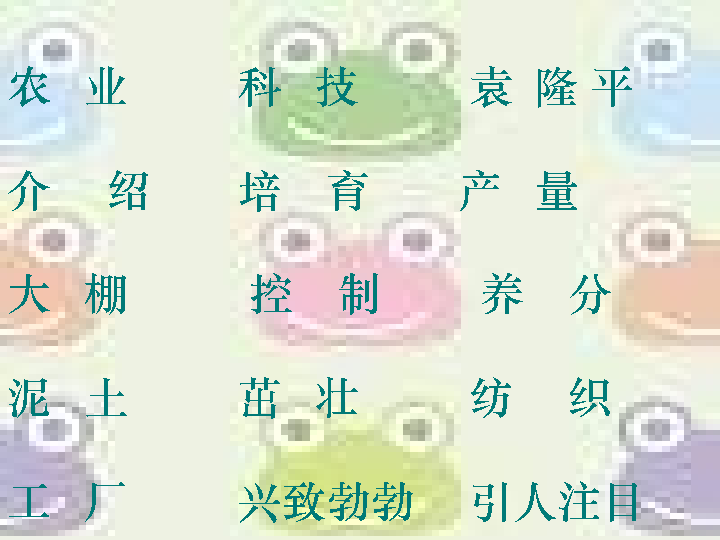 农 业 科 技 袁 隆 平
介 绍 培 育 产 量
大 棚 控 制 养 分
泥 土 茁 壮 纺 织
工 厂 兴致勃勃 引人注目